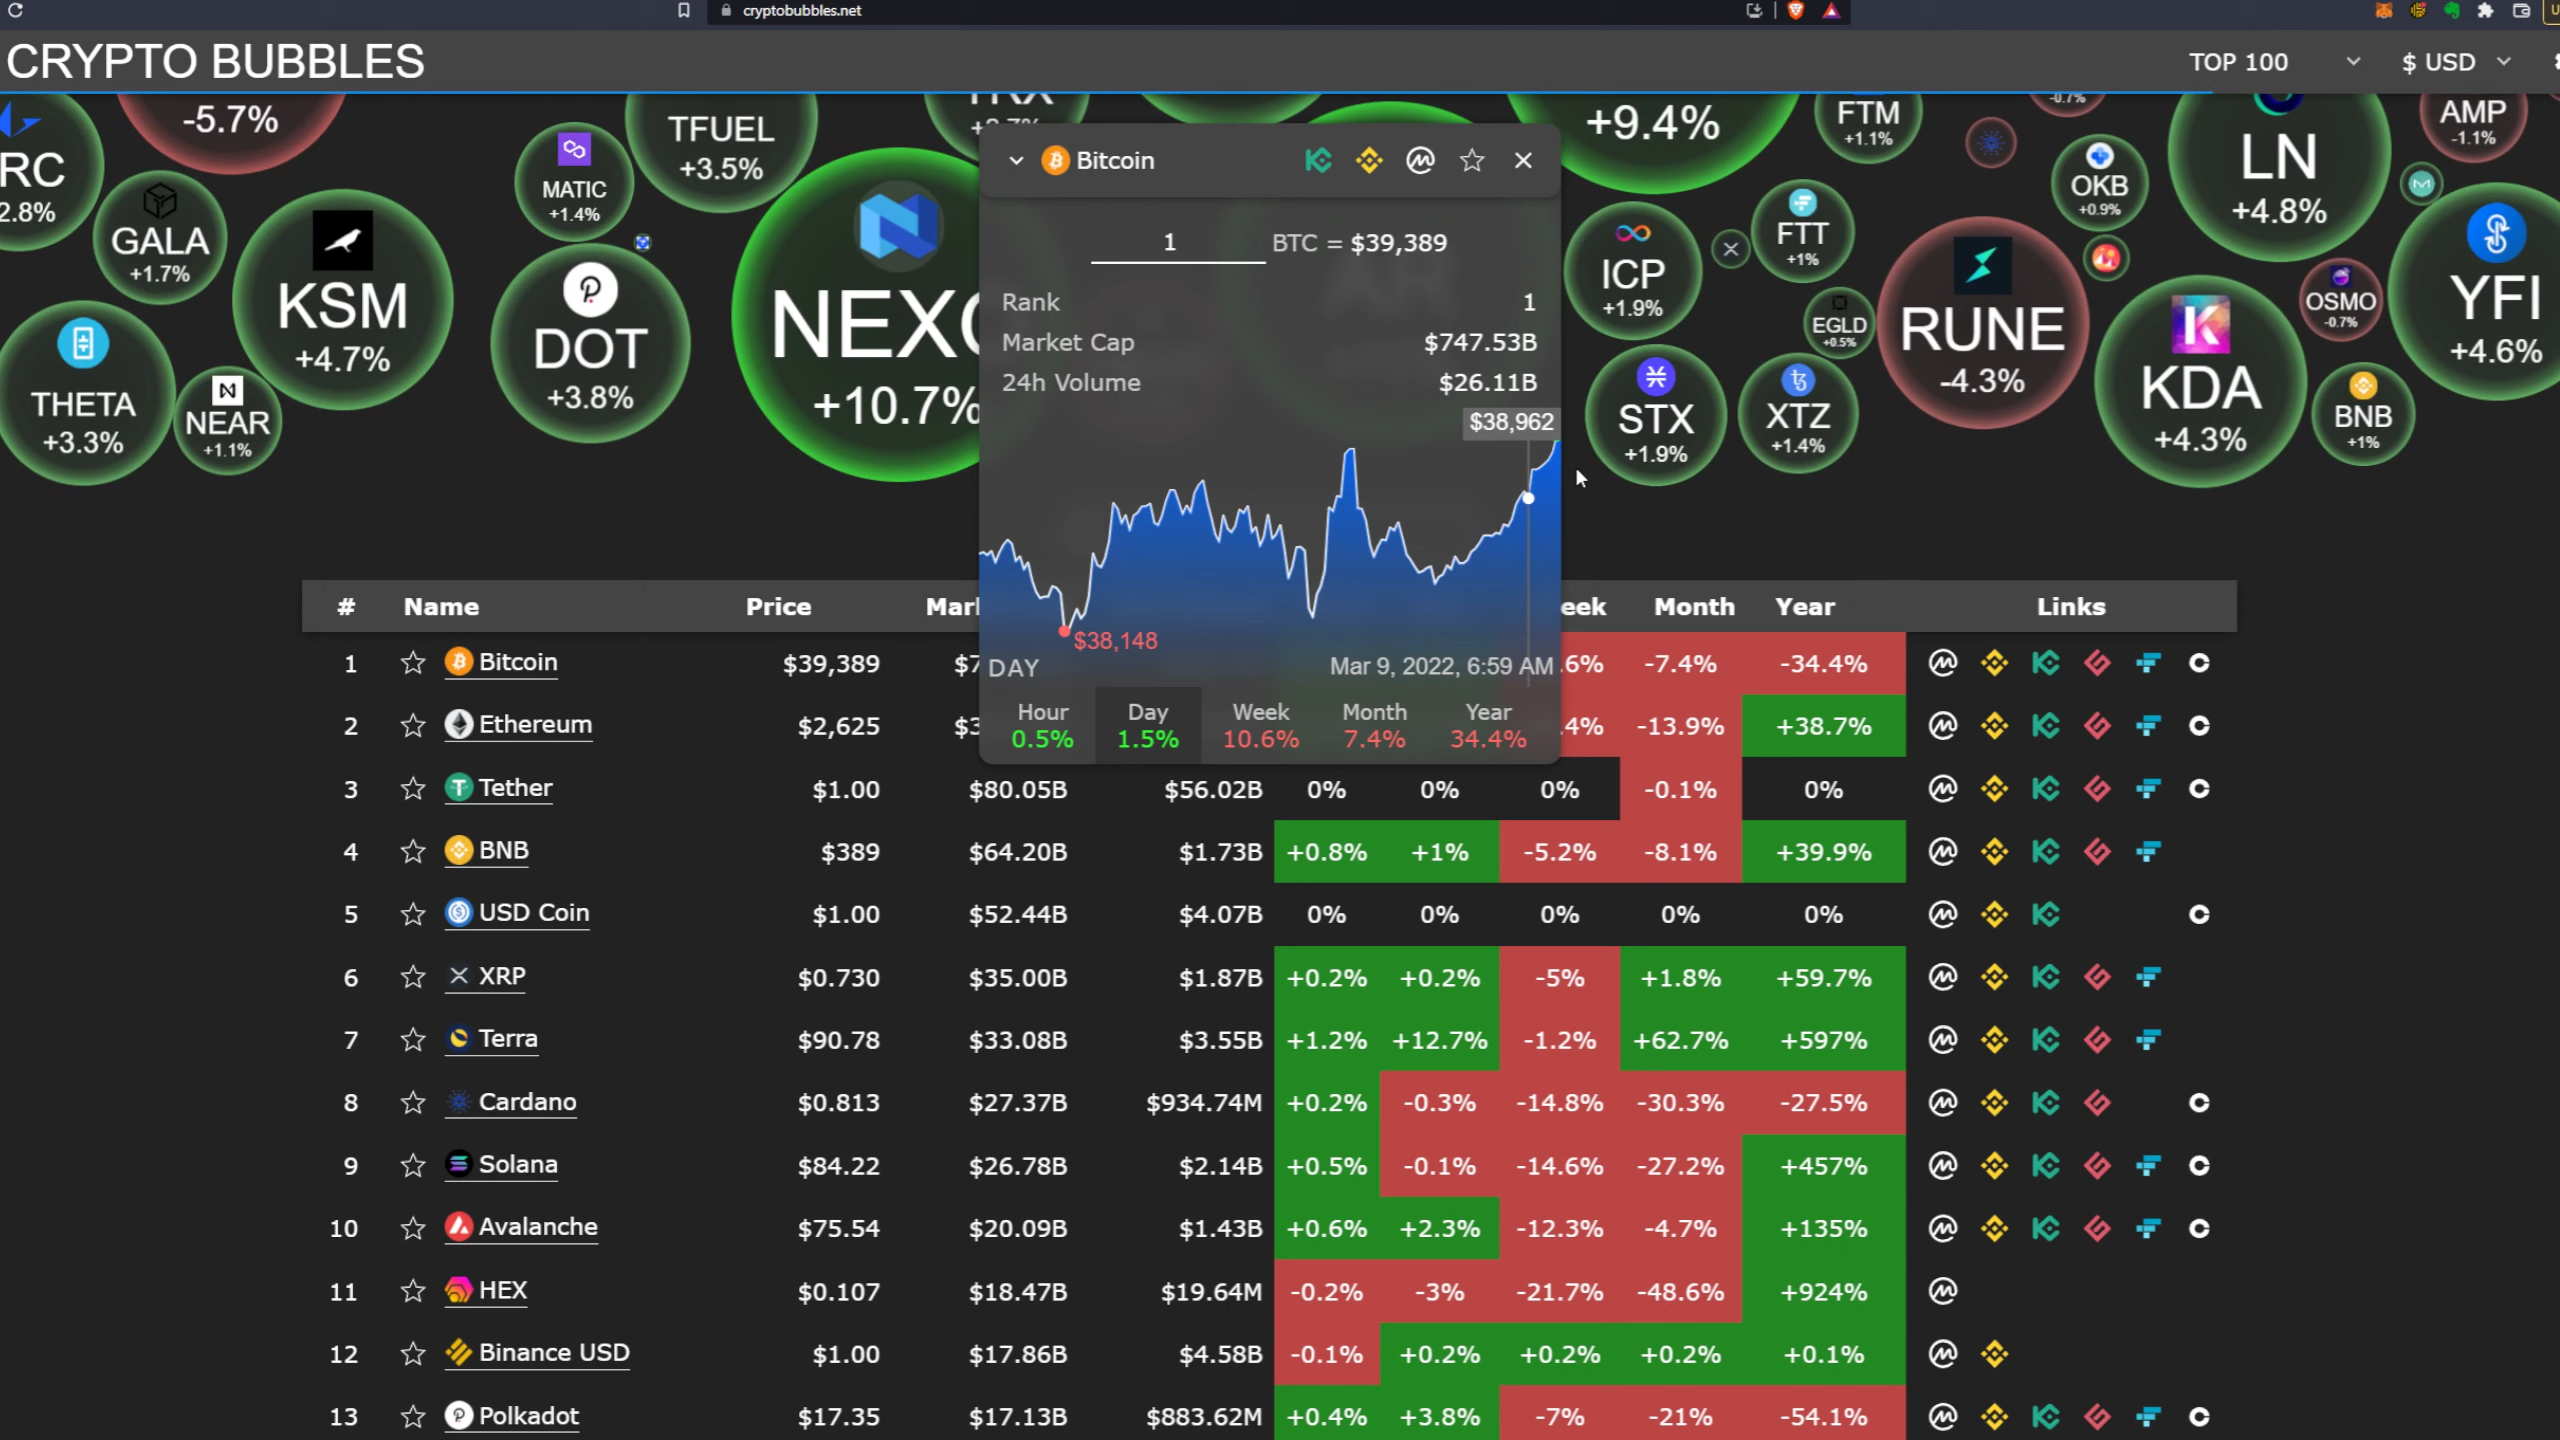 cryptobubbles.net
CRYPTO BUBBLES
TOP 100
$ USD
RC
2.8%
-5.7%
GALA
+1.7%
THETA
+3.3%
NEAR
+1.1%
KSM
+4.7%
MATIC
+1.4%
DOT
+3.8%
TFUEL
+3.5%
NEXO
+10.7%
+9.4%
FTM
+1.1%
-0.7%
LN
+4.8%
AMP
-1.1%
OKB
+0.9%
ICP
+1.9%
FTT
+1%
EGLD
+0.5%
RUNE
-4.3%
OSMO
-0.7%
YFI
+4.6%
STX
+1.9%
XTZ
+1.4%
KDA
+4.3%
BNB
+1%
Bitcoin
1 BTC = $39,389
Rank 1
Market Cap $747.53B
24h Volume $26.11B
$38,962
$38,148
DAY Mar 9, 2022, 6:59 AM
Hour Day Week Month Year
0.5% 1.5% 10.6% 7.4% 34.4%
# Name Price Mar eek Month Year Links
1 Bitcoin $39,389 $7 .6% -7.4% -34.4%
2 Ethereum $2,625 $3 .4% -13.9% +38.7%
3 Tether $1.00 $80.05B $56.02B 0% 0% 0% -0.1% 0%
4 BNB $389 $64.20B $1.73B +0.8% +1% -5.2% -8.1% +39.9%
5 USD Coin $1.00 $52.44B $4.07B 0% 0% 0% 0% 0%
6 XRP $0.730 $35.00B $1.87B +0.2% +0.2% -5% +1.8% +59.7%
7 Terra $90.78 $33.08B $3.55B +1.2% +12.7% -1.2% +62.7% +597%
8 Cardano $0.813 $27.37B $934.74M +0.2% -0.3% -14.8% -30.3% -27.5%
9 Solana $84.22 $26.78B $2.14B +0.5% -0.1% -14.6% -27.2% +457%
10 Avalanche $75.54 $20.09B $1.43B +0.6% +2.3% -12.3% -4.7% +135%
11 HEX $0.107 $18.47B $19.64M -0.2% -3% -21.7% -48.6% +924%
12 Binance USD $1.00 $17.86B $4.58B -0.1% +0.2% +0.2% +0.2% +0.1%
13 Polkadot $17.35 $17.13B $883.62M +0.4% +3.8% -7% -21% -54.1%